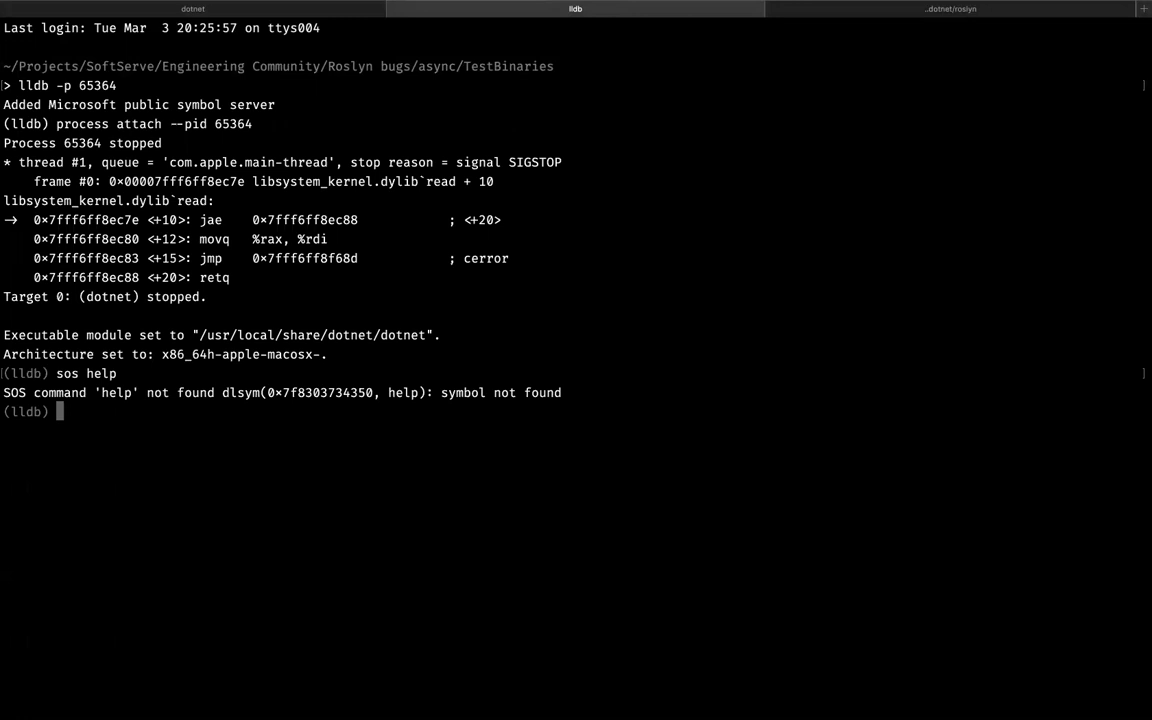 dotnet
lldb
..dotnet/roslyn
+
Last login: Tue Mar  3 20:25:57 on ttys004
~/Projects/SoftServe/Engineering Community/Roslyn bugs/async/TestBinaries
[> lldb -p 65364 ]
Added Microsoft public symbol server
(lldb) process attach --pid 65364
Process 65364 stopped
* thread #1, queue = 'com.apple.main-thread', stop reason = signal SIGSTOP
    frame #0: 0x00007fff6ff8ec7e libsystem_kernel.dylib`read + 10
libsystem_kernel.dylib`read:
->  0x7fff6ff8ec7e <+10>: jae    0x7fff6ff8ec88            ; <+20>
    0x7fff6ff8ec80 <+12>: movq   %rax, %rdi
    0x7fff6ff8ec83 <+15>: jmp    0x7fff6ff8f68d            ; cerror
    0x7fff6ff8ec88 <+20>: retq
Target 0: (dotnet) stopped.
Executable module set to "/usr/local/share/dotnet/dotnet".
Architecture set to: x86_64h-apple-macosx-.
[(lldb) sos help ]
SOS command 'help' not found dlsym(0x7f8303734350, help): symbol not found
(lldb)